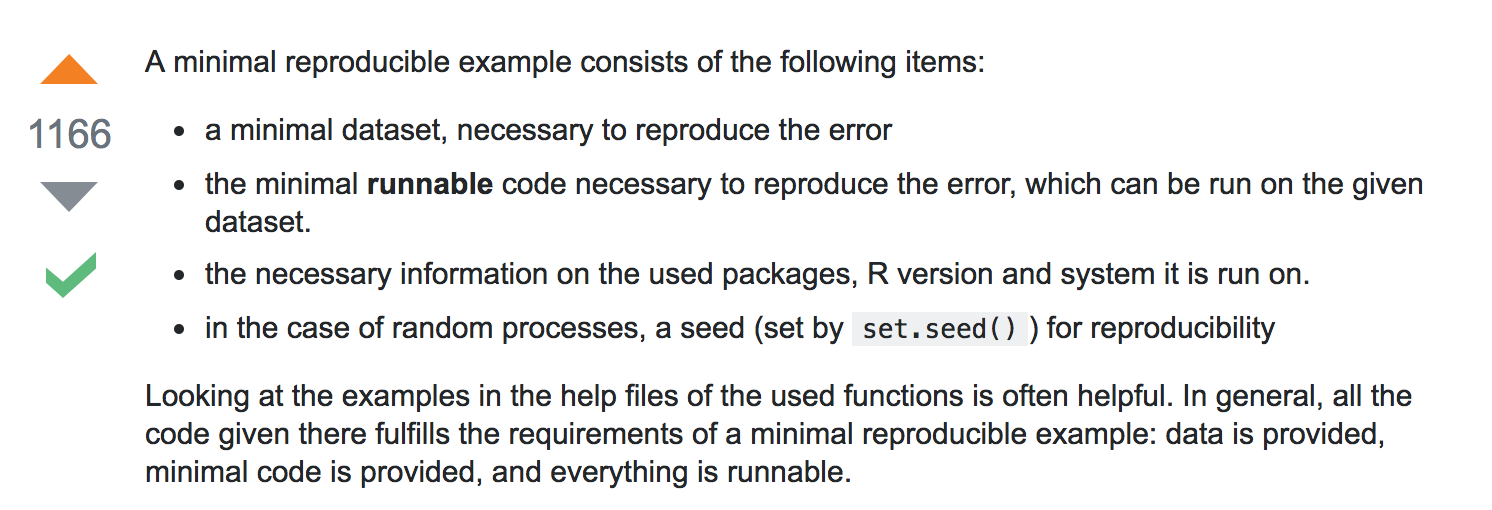 A minimal reproducible example consists of the following items:
1166
• a minimal dataset, necessary to reproduce the error
• the minimal runnable code necessary to reproduce the error, which can be run on the given
dataset.
• the necessary information on the used packages, R version and system it is run on.
• in the case of random processes, a seed (set by set.seed() ) for reproducibility
Looking at the examples in the help files of the used functions is often helpful. In general, all the
code given there fulfills the requirements of a minimal reproducible example: data is provided,
minimal code is provided, and everything is runnable.